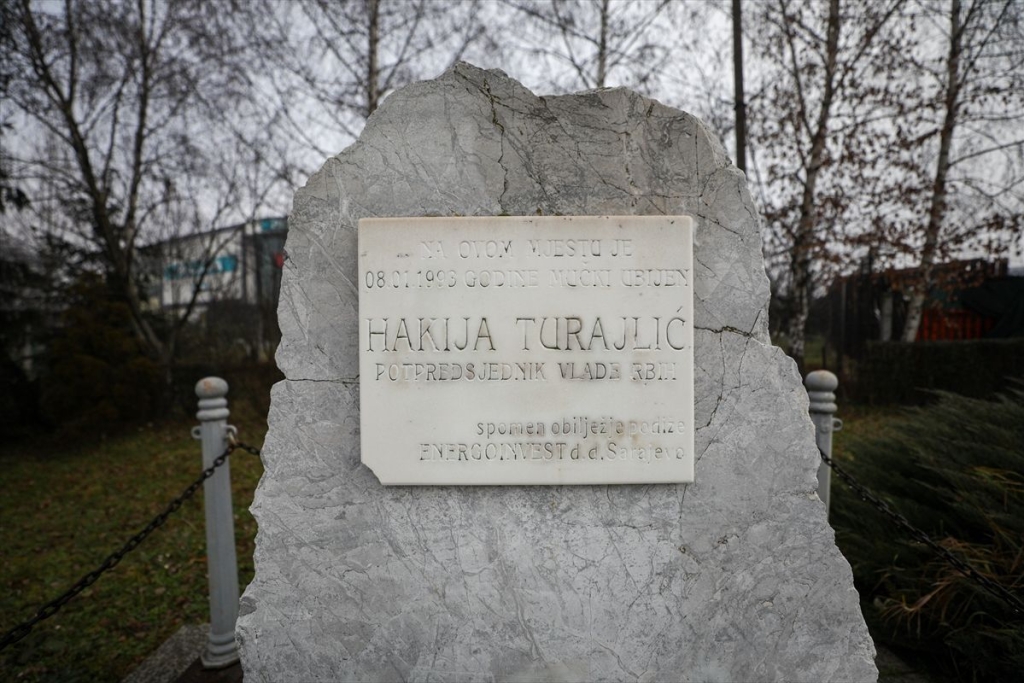 NA OVOM MJESTU JE
08.01.1993 GODINE MUČKI UBIJEN
HAKIJA TURAJLIĆ
POTPREDSJEDNIK VLADE RBIH
spomen obilježje podiže
ENERGOINVEST d.d. Sarajevo